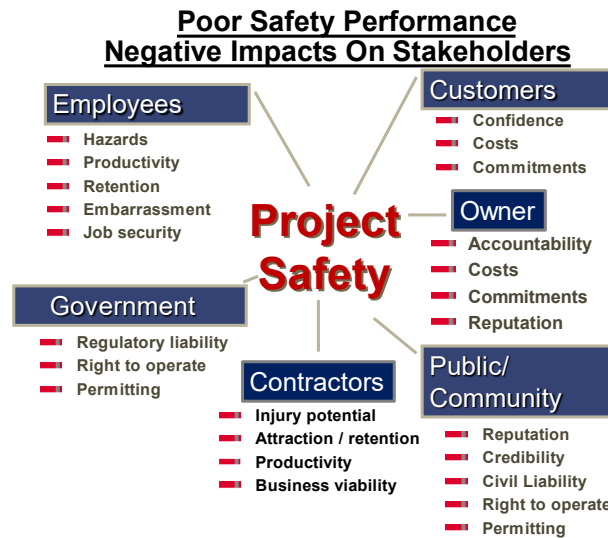 Poor Safety Performance
Negative Impacts On Stakeholders
Employees
Hazards
Productivity
Retention
Embarrassment
Job security
Customers
Confidence
Costs
Commitments
Project
Safety
Owner
Accountability
Costs
Commitments
Reputation
Government
Regulatory liability
Right to operate
Permitting
Contractors
Injury potential
Attraction / retention
Productivity
Business viability
Public/
Community
Reputation
Credibility
Civil Liability
Right to operate
Permitting